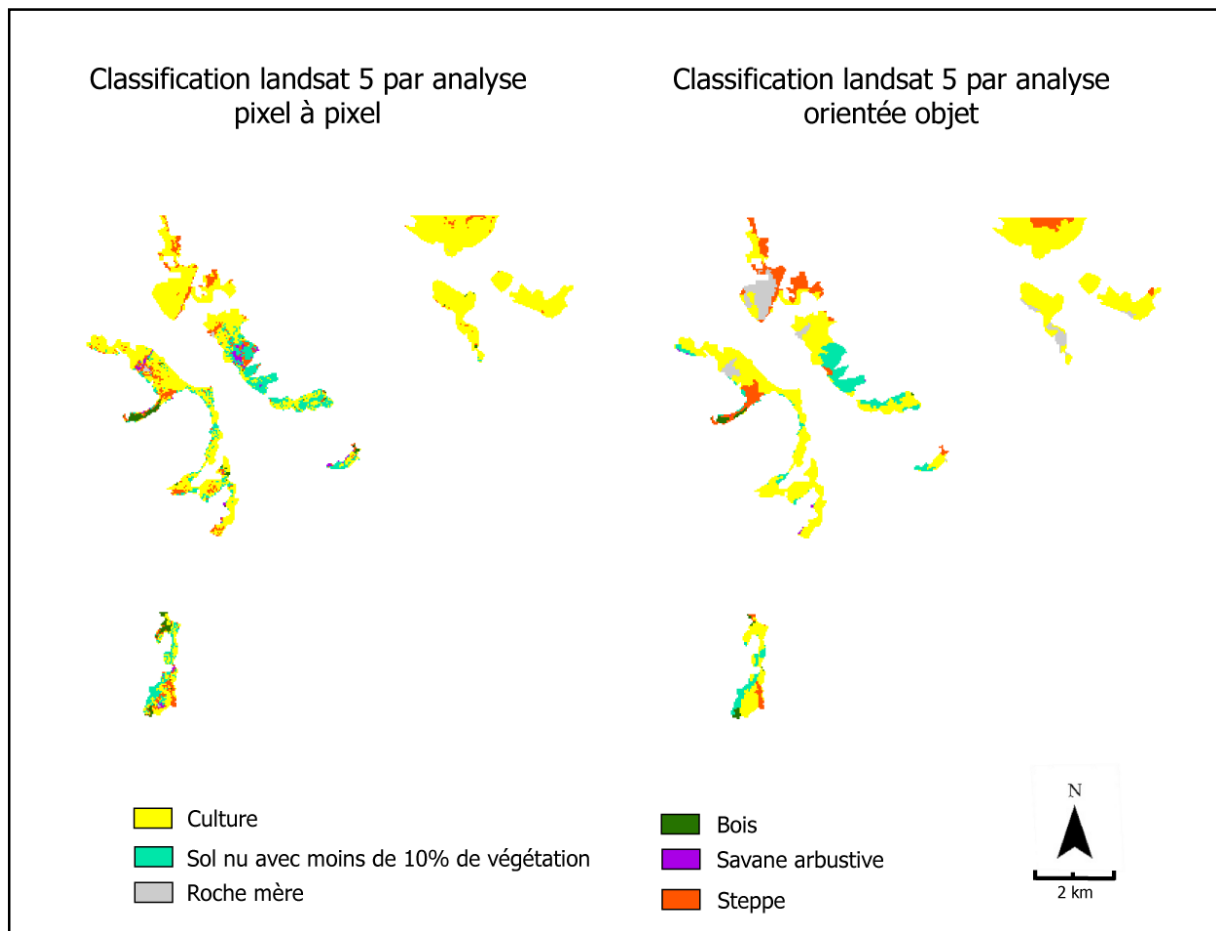 Classification landsat 5 par analyse
pixel à pixel
Classification landsat 5 par analyse
orientée objet
Culture
Sol nu avec moins de 10% de végétation
Roche mère
Bois
Savane arbustive
Steppe
N
2 km